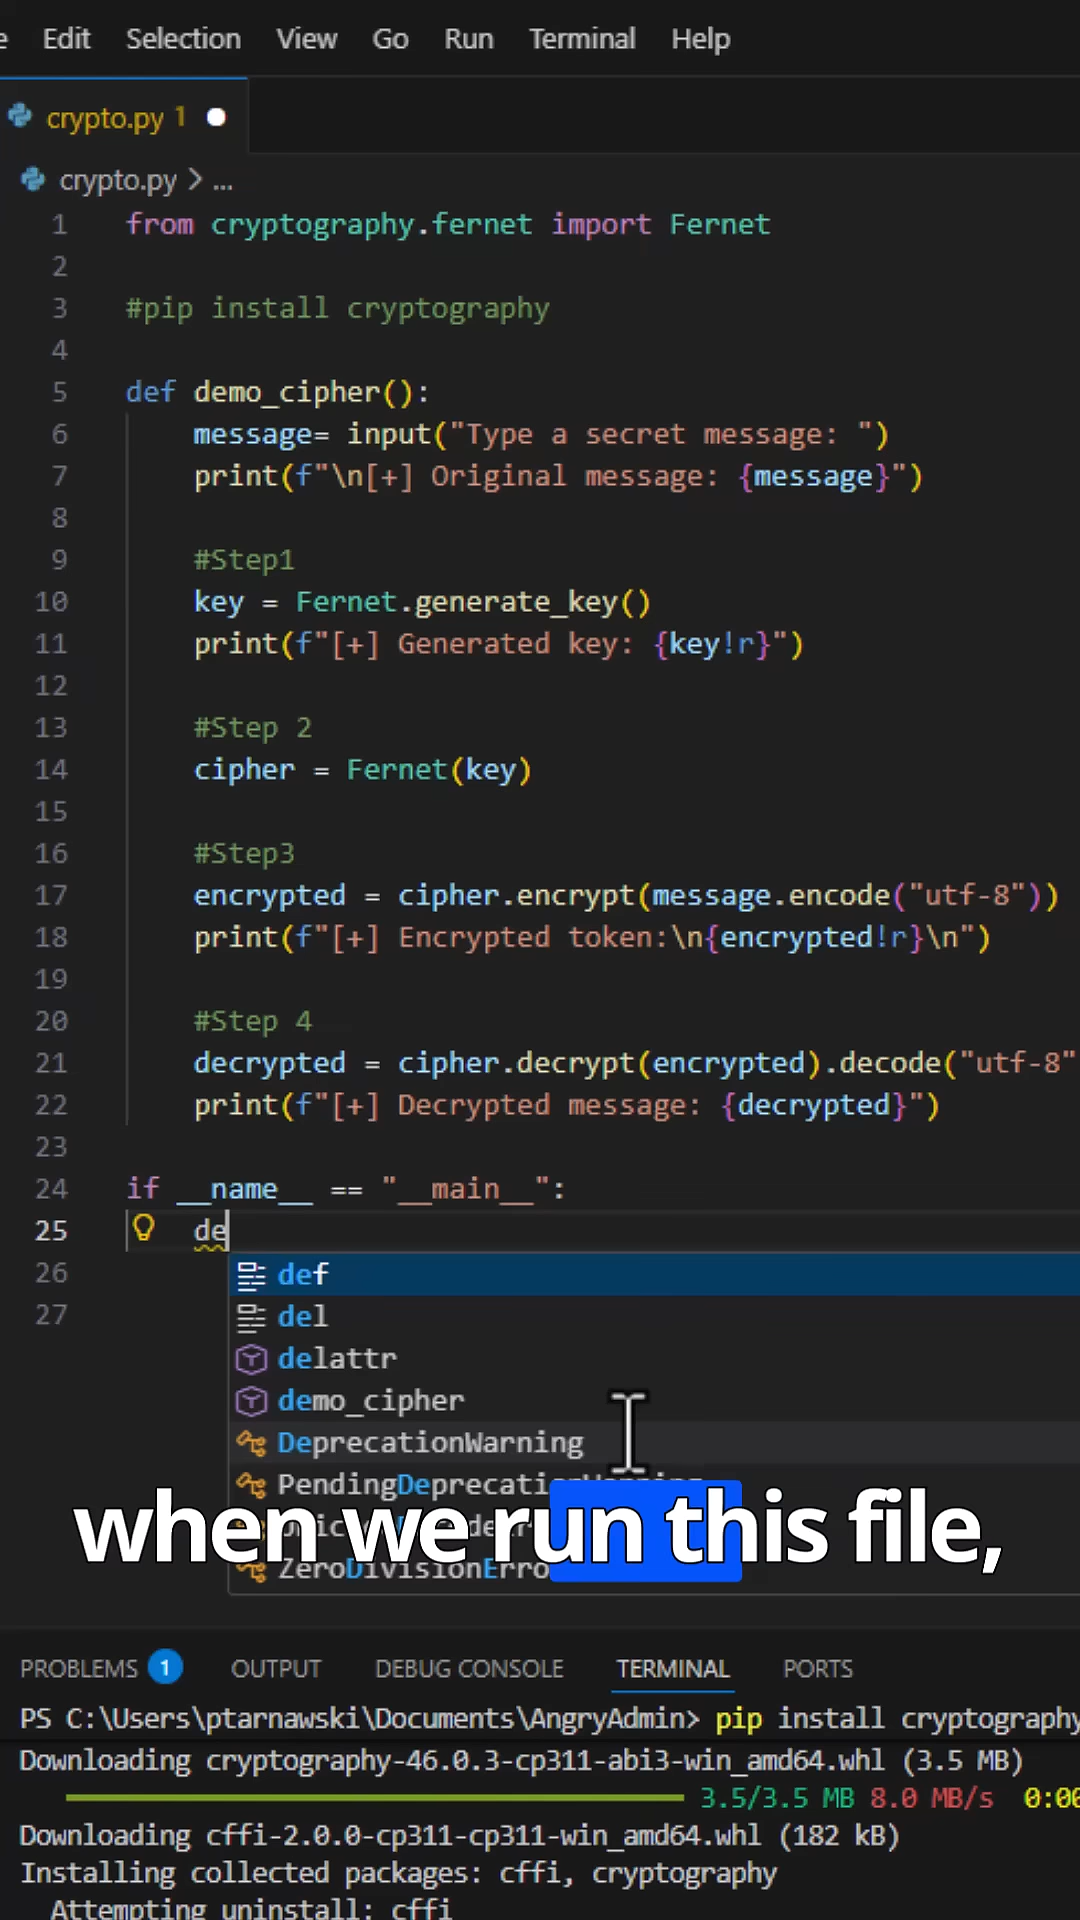 Edit Selection View Go Run Terminal Help
crypto.py 1
crypto.py > ...
1 from cryptography.fernet import Fernet
2
3 #pip install cryptography
4
5 def demo_cipher():
6 message= input("Type a secret message: ")
7 print(f"\n[+] Original message: {message}")
8
9 #Step1
10 key = Fernet.generate_key()
11 print(f"[+] Generated key: {key!r}")
12
13 #Step 2
14 cipher = Fernet(key)
15
16 #Step3
17 encrypted = cipher.encrypt(message.encode("utf-8"))
18 print(f"[+] Encrypted token:\n{encrypted!r}\n")
19
20 #Step 4
21 decrypted = cipher.decrypt(encrypted).decode("utf-8"
22 print(f"[+] Decrypted message: {decrypted}")
23
24 if __name__ == "__main__":
25 de
26
27
def
del
delattr
demo_cipher
DeprecationWarning
when we run this file,
PROBLEMS 1 OUTPUT DEBUG CONSOLE TERMINAL PORTS
PS C:\Users\ptarnawski\Documents\AngryAdmin> pip install cryptography
Downloading cryptography-46.0.3-cp311-abi3-win_amd64.whl (3.5 MB)
3.5/3.5 MB 8.0 MB/s 0:00
Downloading cffi-2.0.0-cp311-cp311-win_amd64.whl (182 kB)
Installing collected packages: cffi, cryptography
Attempting uninstall: cffi